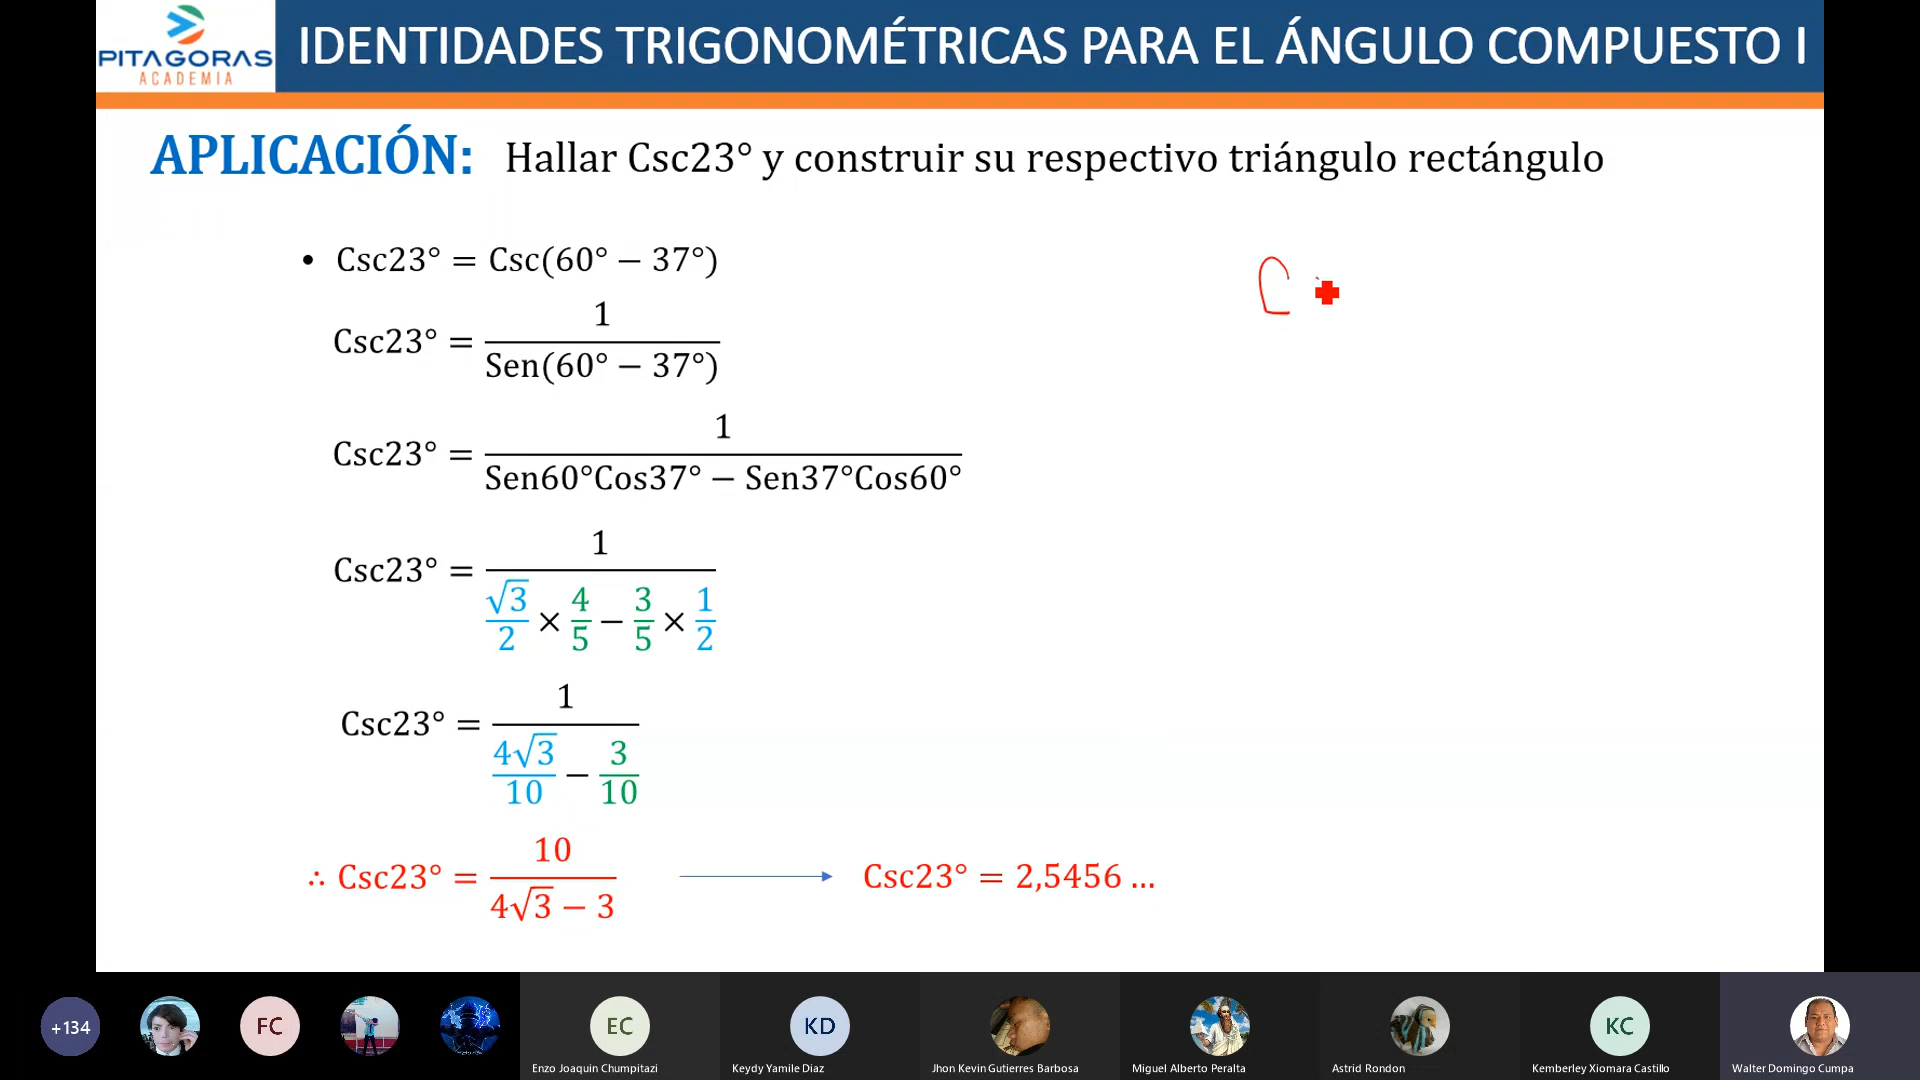 PITAGORAS
ACADEMIA
IDENTIDADES TRIGONOMÉTRICAS PARA EL ÁNGULO COMPUESTO I
APLICACIÓN: Hallar Csc23° y construir su respectivo triángulo rectángulo
• Csc23° = Csc(60° − 37°)
Csc23° = 1 / Sen(60° − 37°)
Csc23° = 1 / (Sen60°Cos37° − Sen37°Cos60°)
Csc23° = 1 / (√3/2 × 4/5 − 3/5 × 1/2)
Csc23° = 1 / (4√3/10 − 3/10)
∴ Csc23° = 10 / (4√3 − 3) → Csc23° = 2,5456 ...
+134
FC
EC
KD
KC
Enzo Joaquin Chumpitazi
Keydy Yamile Diaz
Jhon Kevin Gutierres Barbosa
Miguel Alberto Peralta
Astrid Rondon
Kemberley Xiomara Castillo
Walter Domingo Cumpa